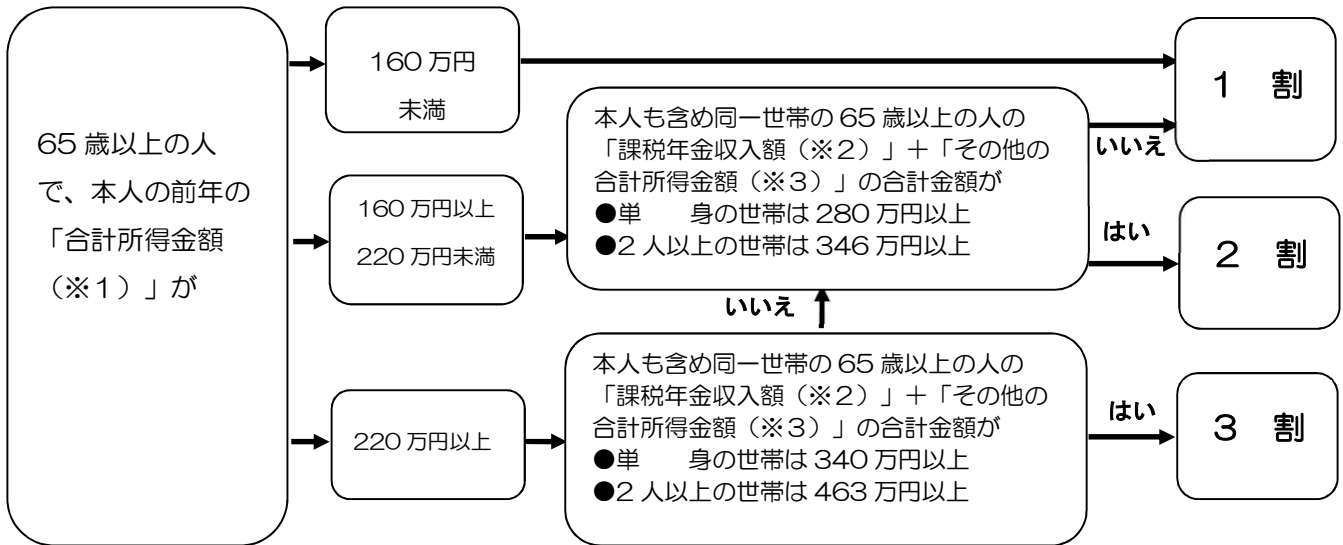 65歳以上の人
で、本人の前年の
「合計所得金額
（※1）」が
160万円
未満
160万円以上
220万円未満
220万円以上
本人も含め同一世帯の65歳以上の人の
「課税年金収入額（※2）」＋「その他の
合計所得金額（※3）」の合計金額が
●単　　身の世帯は280万円以上
●2人以上の世帯は346万円以上
いいえ
はい
いいえ
本人も含め同一世帯の65歳以上の人の
「課税年金収入額（※2）」＋「その他の
合計所得金額（※3）」の合計金額が
●単　　身の世帯は340万円以上
●2人以上の世帯は463万円以上
はい
1　割
2　割
3　割